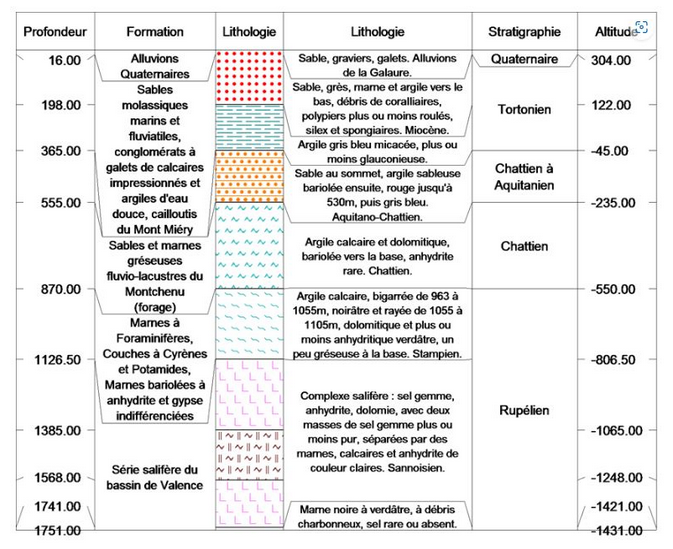 Profondeur
Formation
Lithologie
Lithologie
Stratigraphie
Altitude
16.00
198.00
365.00
555.00
870.00
1126.50
1385.00
1568.00
1741.00
1751.00
Alluvions
Quaternaires
Sables
molassiques
marins et
fluviatiles,
conglomérats à
galets de calcaires
impressionnés et
argiles d'eau
douce, cailloutis
du Mont Miéry
Sables et marnes
gréseuses
fluvio-lacustres du
Montchenu
(forage)
Marnes à
Foraminifères,
Couches à Cyrènes
et Potamides,
Marnes bariolées à
anhydrite et gypse
indifférenciées
Série salifère du
bassin de Valence
Sable, graviers, galets. Alluvions
de la Galaure.
Sable, grès, marne et argile vers le
bas, débris de coralliaires,
polypiers plus ou moins roulés,
silex et spongiaires. Miocène.
Argile gris bleu micacée, plus ou
moins glauconieuse.
Sable au sommet, argile sableuse
bariolée ensuite, rouge jusqu'à
530m, puis gris bleu.
Aquitano-Chattien.
Argile calcaire et dolomitique,
bariolée vers la base, anhydrite
rare. Chattien.
Argile calcaire, bigarrée de 963 à
1055m, noirâtre et rayée de 1055 à
1105m, dolomitique et plus ou
moins anhydritique verdâtre, un
peu gréseuse à la base. Stampien.
Complexe salifère : sel gemme,
anhydrite, dolomie, avec deux
masses de sel gemme plus ou
moins pur, séparées par des
marnes, calcaires et anhydrite de
couleur claires. Sannoisien.
Marne noire à verdâtre, à débris
charbonneux, sel rare ou absent.
Quaternaire
Tortonien
Chattien à
Aquitanien
Chattien
Rupélien
304.00
122.00
-45.00
-235.00
-550.00
-806.50
-1065.00
-1248.00
-1421.00
-1431.00